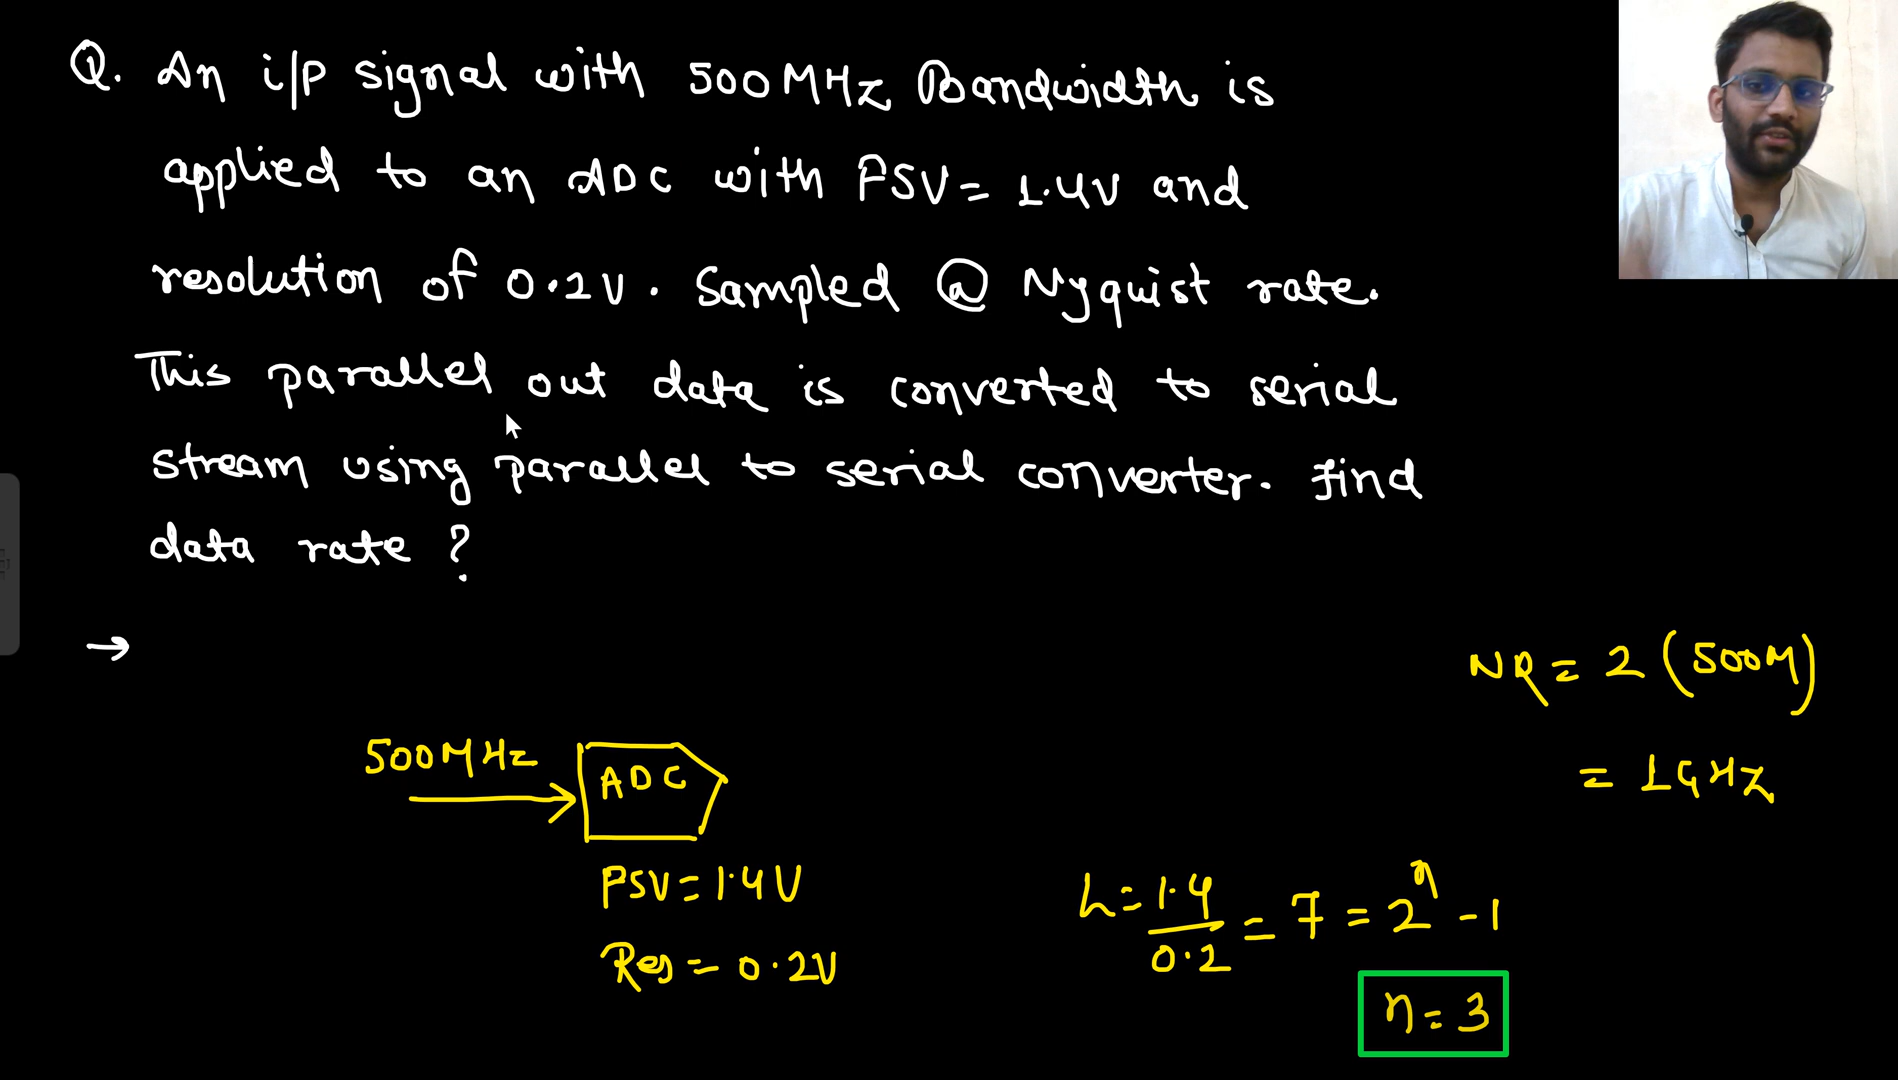 Q. An i/p signal with 500MHz Bandwidth is
applied to an ADC with FSV= 1.4V and
resolution of 0.2V. Sampled @ Nyquist rate.
This parallel out data is converted to serial
stream using parallel to serial converter. Find
data rate ?
→
NR = 2 (500M)
= 1GHz
500MHz
ADC
FSV = 1.4V
Res = 0.2V
L = 1.4/0.2 = 7 = 2ⁿ - 1
n = 3